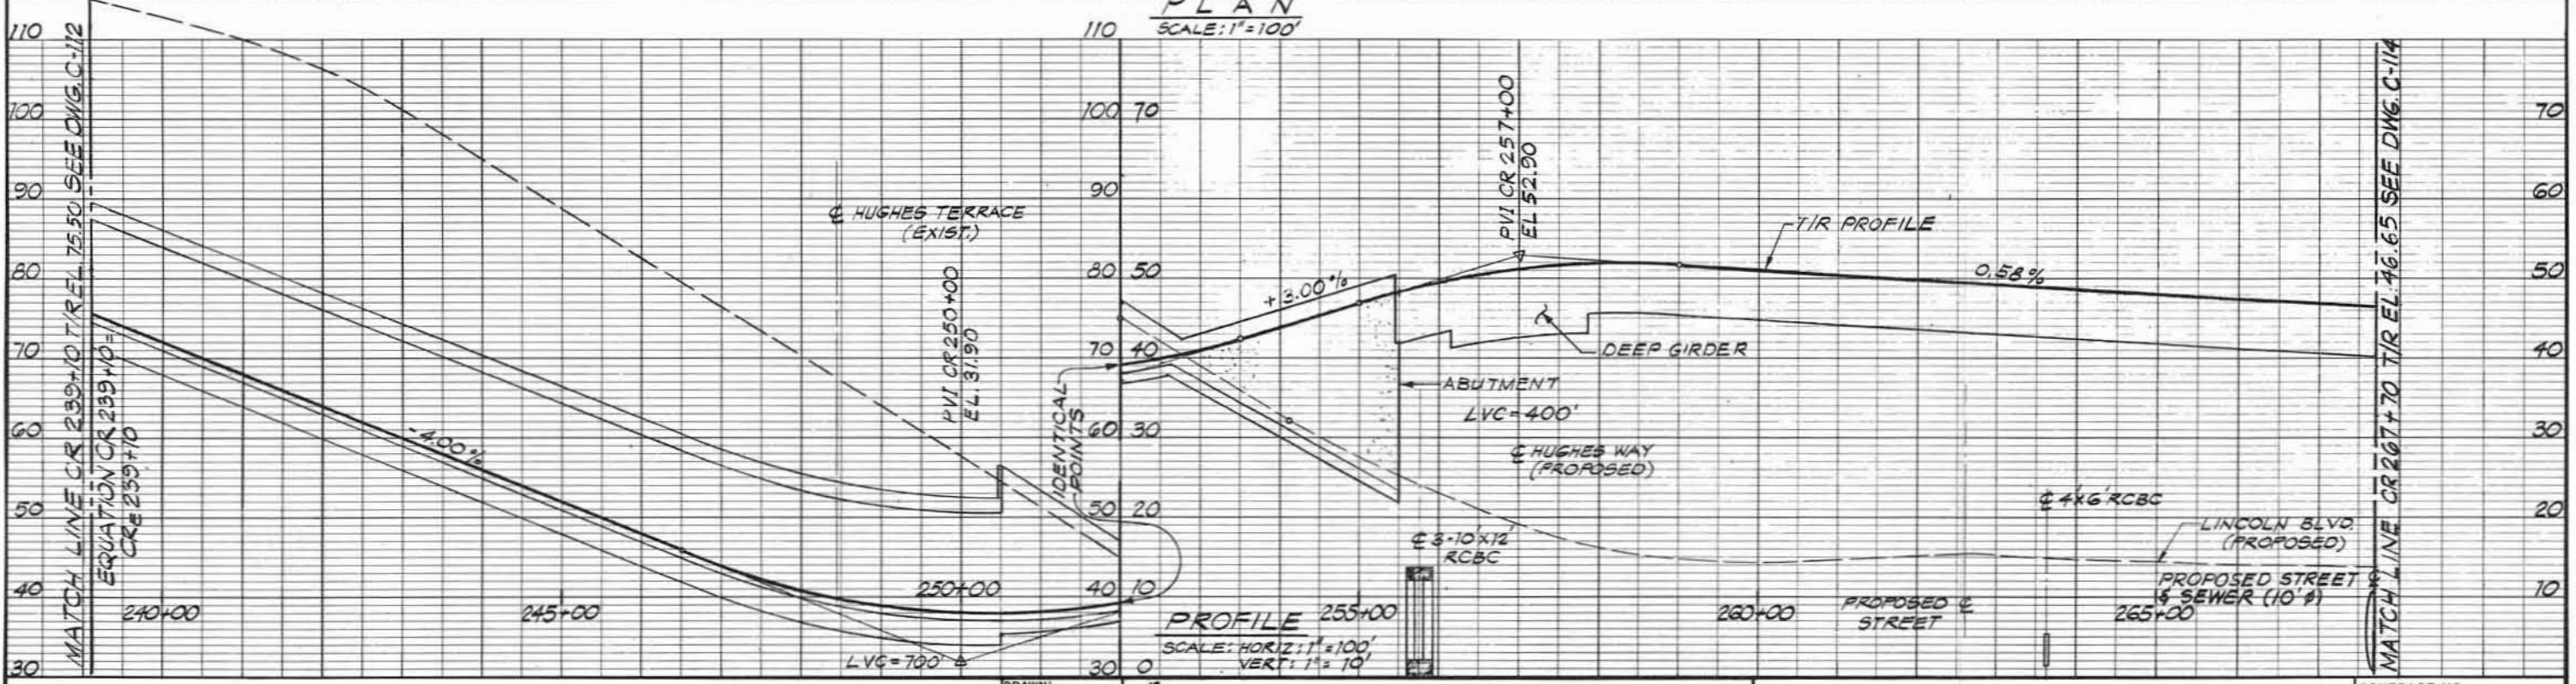 PLAN
SCALE: 1"=100'
110
100
90
80
70
60
50
40
30
MATCH LINE CR 239+10 T/R EL. 75.50 SEE DWG. C-112
EQUATION CR 239+10=
CRE 239+10
-4.00%
240+00
245+00
250+00
℄ HUGHES TERRACE
(EXIST.)
PVI CR 250+00
EL. 31.90
LVC=700'
IDENTICAL
POINTS
110
100 70
90
80 50
70 40
60 30
50 20
40 10
30 0
PROFILE
SCALE: HORIZ: 1"=100'
VERT: 1"=10'
+3.00%
PVI CR 257+00
EL 52.90
T/R PROFILE
0.58%
DEEP GIRDER
ABUTMENT
LVC=400'
℄ HUGHES WAY
(PROPOSED)
℄ 3-10'X12'
RCBC
255+00
260+00
PROPOSED ℄
STREET
℄ 4'X6' RCBC
LINCOLN BLVD.
(PROPOSED)
PROPOSED STREET ℄
& SEWER (10'ø)
265+00
MATCH LINE CR 267+70 T/R EL. 46.65 SEE DWG. C-114
70
60
50
40
30
20
10